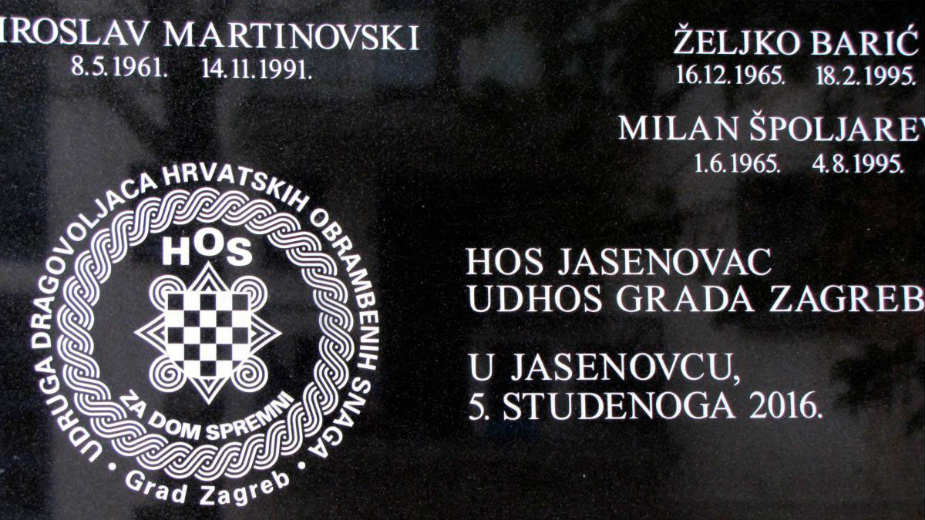 IROSLAV MARTINOVSKI
8.5.1961. 14.11.1991.
ŽELJKO BARIĆ
16.12.1965. 18.2.1995.
MILAN ŠPOLJAREV
1.6.1965. 4.8.1995.
UDRUGA DRAGOVOLJACA HRVATSKIH OBRAMBENIH SNAGA
HOS
ZA DOM SPREMNI
• Grad Zagreb •
HOS JASENOVAC
UDHOS GRADA ZAGREB
U JASENOVCU,
5. STUDENOGA 2016.